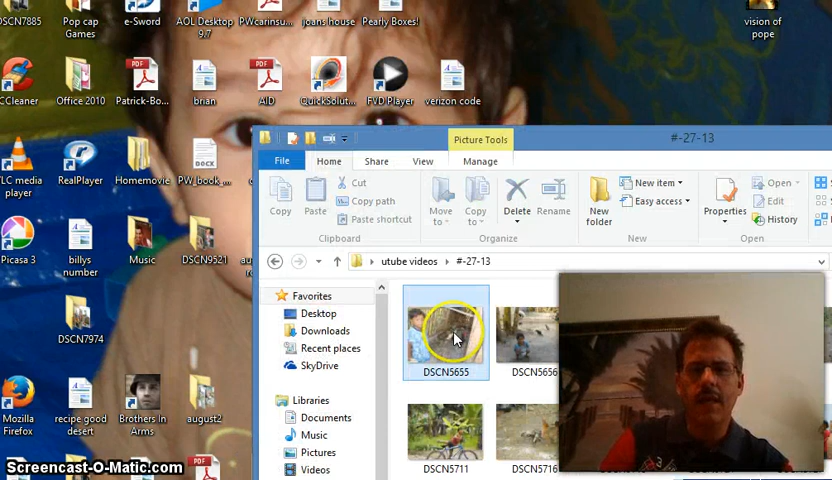 DSCN7885
Pop cap Games
e-Sword
AOL Desktop 9.7
PWcarinsu...
joans house
Pearly Boxes!
vision of pope
CCleaner
Office 2010
Patrick-Bo...
brian
AID
QuickSolut...
FVD Player
verizon code
VLC media player
RealPlayer
Homemovie
PW_book_...
DOCX
Picasa 3
billys number
Music
DSCN9521
DSCN7974
Mozilla Firefox
recipe good desert
Brothers In Arms
august2
Picture Tools
#-27-13
File
Home
Share
View
Manage
Copy
Paste
Cut
Copy path
Paste shortcut
Clipboard
Move to
Copy to
Delete
Rename
Organize
New folder
New item
Easy access
New
Properties
Open
Edit
History
Open
utube videos
#-27-13
Favorites
Desktop
Downloads
Recent places
SkyDrive
Libraries
Documents
Music
Pictures
Videos
DSCN5655
DSCN5656
DSCN5711
DSCN5716
PDF
PDF
PDF
Screencast-O-Matic.com